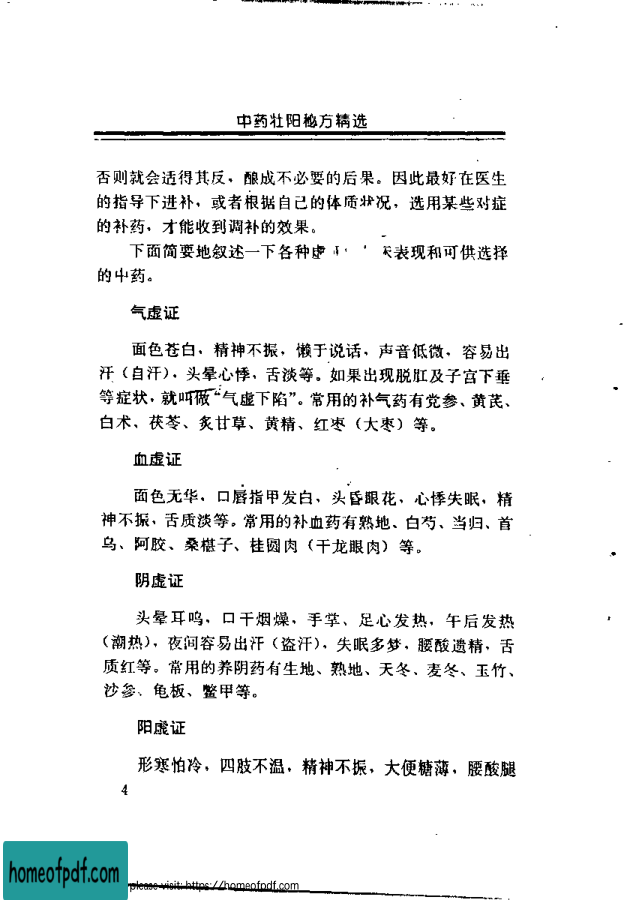 中药壮阳秘方精选
否则就会适得其反，酿成不必要的后果。因此最好在医生
的指导下进补，或者根据自己的体质状况，选用某些对症
的补药，才能收到调补的效果。
下面简要地叙述一下各种虚 表现和可供选择
的中药。
气虚证
面色苍白，精神不振，懒于说话，声音低微，容易出
汗（自汗），头晕心悸，舌淡等。如果出现脱肛及子宫下垂
等症状，就叫做“气虚下陷”。常用的补气药有党参、黄芪、
白术、茯苓、炙甘草、黄精、红枣（大枣）等。
血虚证
面色无华，口唇指甲发白，头昏眼花，心悸失眠，精
神不振，舌质淡等。常用的补血药有熟地、白芍、当归、首
乌、阿胶、桑椹子、桂圆肉（干龙眼肉）等。
阴虚证
头晕耳鸣，口干烟燥，手掌、足心发热，午后发热
（潮热），夜间容易出汗（盗汗），失眠多梦，腰酸遗精，舌
质红等。常用的养阴药有生地、熟地、天冬、麦冬、玉竹、
沙参、龟板、鳖甲等。
阳虚证
形寒怕冷，四肢不温，精神不振，大便糖薄，腰酸腿
4
homeofpdf.com
please visit: https://homeofpdf.com